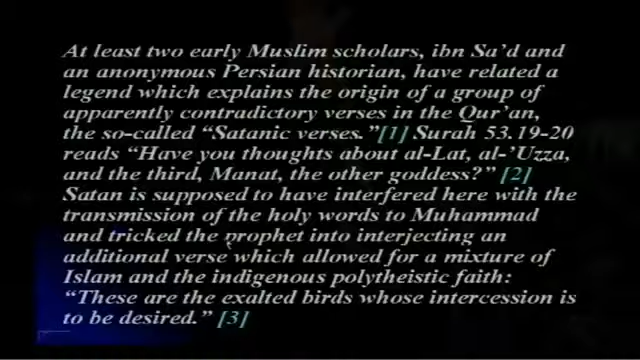 At least two early Muslim scholars, ibn Sa'd and
an anonymous Persian historian, have related a
legend which explains the origin of a group of
apparently contradictory verses in the Qur'an,
the so-called “Satanic verses.”[1] Surah 53.19-20
reads “Have you thoughts about al-Lat, al-'Uzza,
and the third, Manat, the other goddess?” [2]
Satan is supposed to have interfered here with the
transmission of the holy words to Muhammad
and tricked the prophet into interjecting an
additional verse which allowed for a mixture of
Islam and the indigenous polytheistic faith:
“These are the exalted birds whose intercession is
to be desired.” [3]